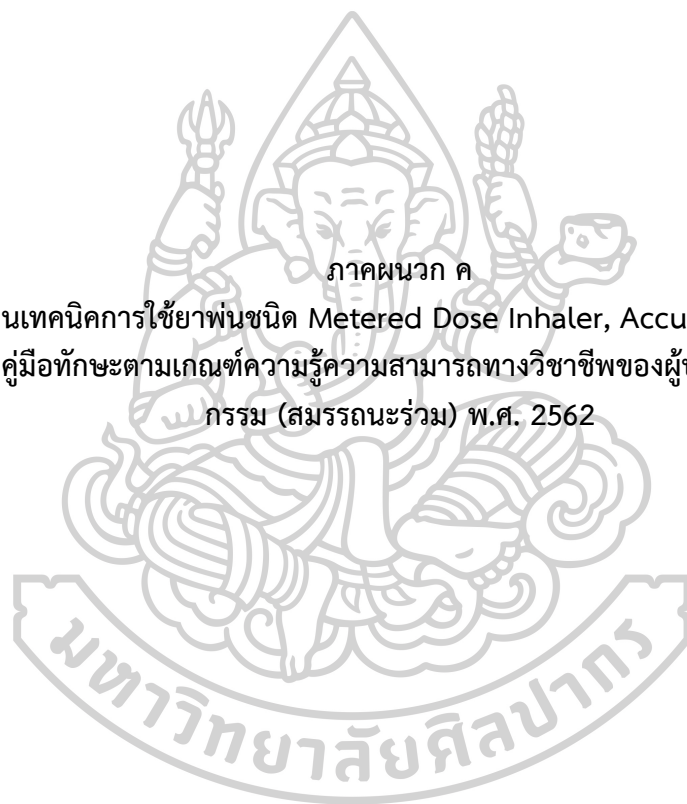 ภาคผนวก ค
นเทคนิคการใช้ยาพ่นชนิด Metered Dose Inhaler, Accu
คู่มือทักษะตามเกณฑ์ความรู้ความสามารถทางวิชาชีพของผู้
กรรม (สมรรถนะร่วม) พ.ศ. 2562
มหาวิทยาลัยศิลปากร